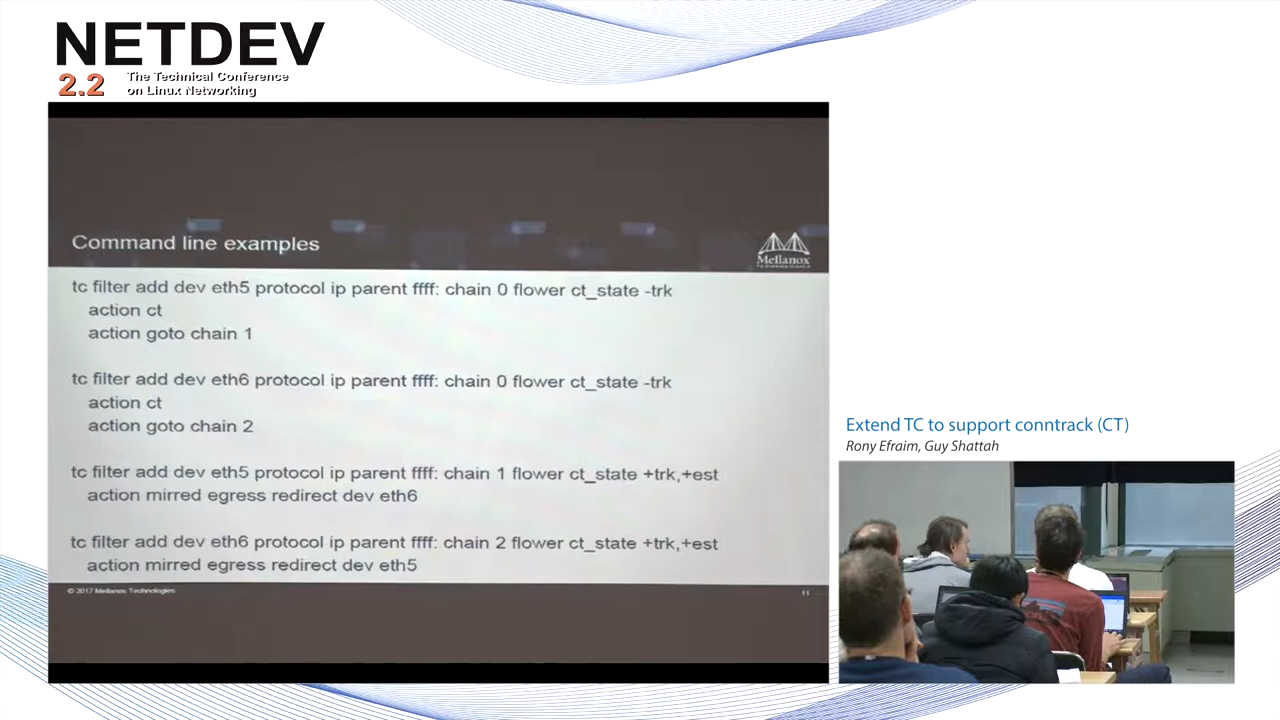 NETDEV
2.2
The Technical Conference
on Linux Networking
Command line examples
Mellanox
TECHNOLOGIES
tc filter add dev eth5 protocol ip parent ffff: chain 0 flower ct_state -trk
action ct
action goto chain 1
tc filter add dev eth6 protocol ip parent ffff: chain 0 flower ct_state -trk
action ct
action goto chain 2
tc filter add dev eth5 protocol ip parent ffff: chain 1 flower ct_state +trk,+est
action mirred egress redirect dev eth6
tc filter add dev eth6 protocol ip parent ffff: chain 2 flower ct_state +trk,+est
action mirred egress redirect dev eth5
© 2017 Mellanox Technologies
11
Extend TC to support conntrack (CT)
Rony Efraim, Guy Shattah